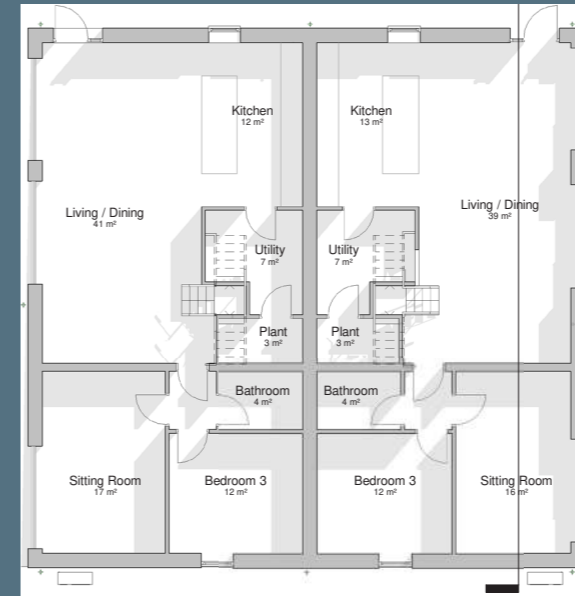 Kitchen
12 m²
Kitchen
13 m²
Living / Dining
41 m²
Living / Dining
39 m²
Utility
7 m²
Utility
7 m²
Plant
3 m²
Plant
3 m²
Bathroom
4 m²
Bathroom
4 m²
Sitting Room
17 m²
Bedroom 3
12 m²
Bedroom 3
12 m²
Sitting Room
16 m²